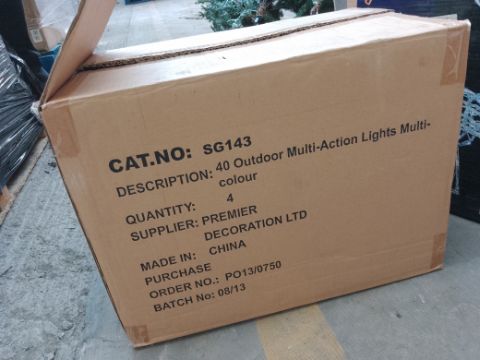 CAT.NO: SG143
DESCRIPTION: 40 Outdoor Multi-Action Lights Multi-
colour
QUANTITY: 4
SUPPLIER: PREMIER
DECORATION LTD
MADE IN: CHINA
PURCHASE
ORDER NO.: PO13/0750
BATCH No: 08/13